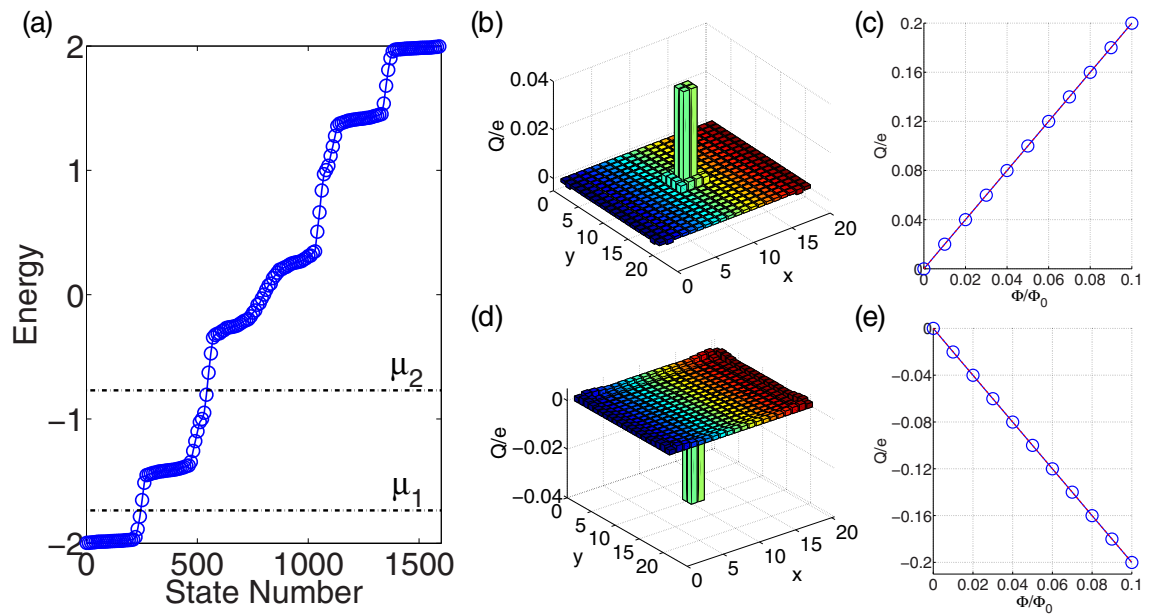 (a)
Energy
2
1
0
−1
−2
μ2
μ1
0 500 1000 1500
State Number
(b)
Q/e
0.04
0.02
0
0 5 10 15 20
y
0 5 10 15 20
x
(c)
Q/e
0.2
0.16
0.12
0.08
0.04
0
0 0.02 0.04 0.06 0.08 0.1
Φ/Φ0
(d)
Q/e
0
−0.02
−0.04
0 5 10 15 20
y
0 5 10 15 20
x
(e)
Q/e
0
−0.04
−0.08
−0.12
−0.16
−0.2
0 0.02 0.04 0.06 0.08 0.1
Φ/Φ0